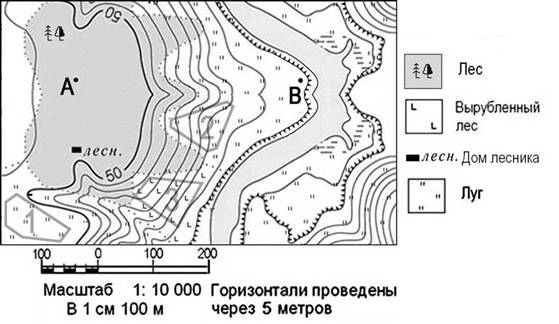 50
A
B
2
лесн.
50
3
1
Лес
Вырубленный
лес
лесн. Дом лесника
Луг
100 0 100 200
Масштаб 1: 10 000 Горизонтали проведены
В 1 см 100 м через 5 метров